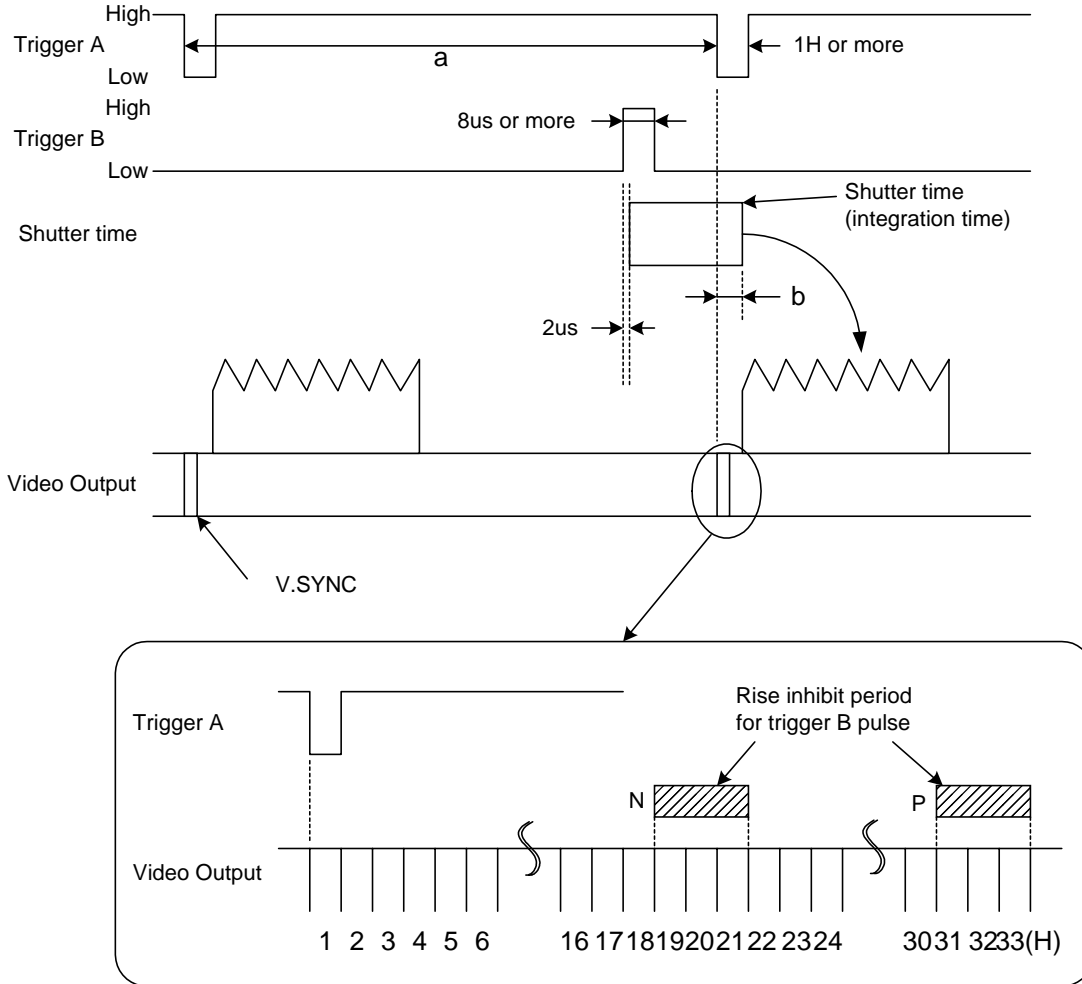 High
Trigger A
Low
a
1H or more
High
Trigger B
Low
8us or more
Shutter time
Shutter time
(integration time)
b
2us
Video Output
V.SYNC
Trigger A
Rise inhibit period
for trigger B pulse
N
P
Video Output
1 2 3 4 5 6 16 17 18 19 20 21 22 23 24 30 31 32 33(H)